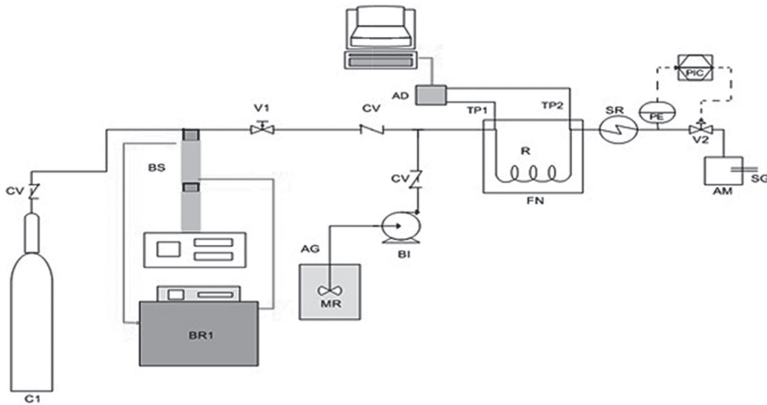 AD
V1
CV
TP1
TP2
SR
PIC
PE
V2
BS
R
CV
CV
AM
SG
FN
AG
BI
MR
BR1
C1